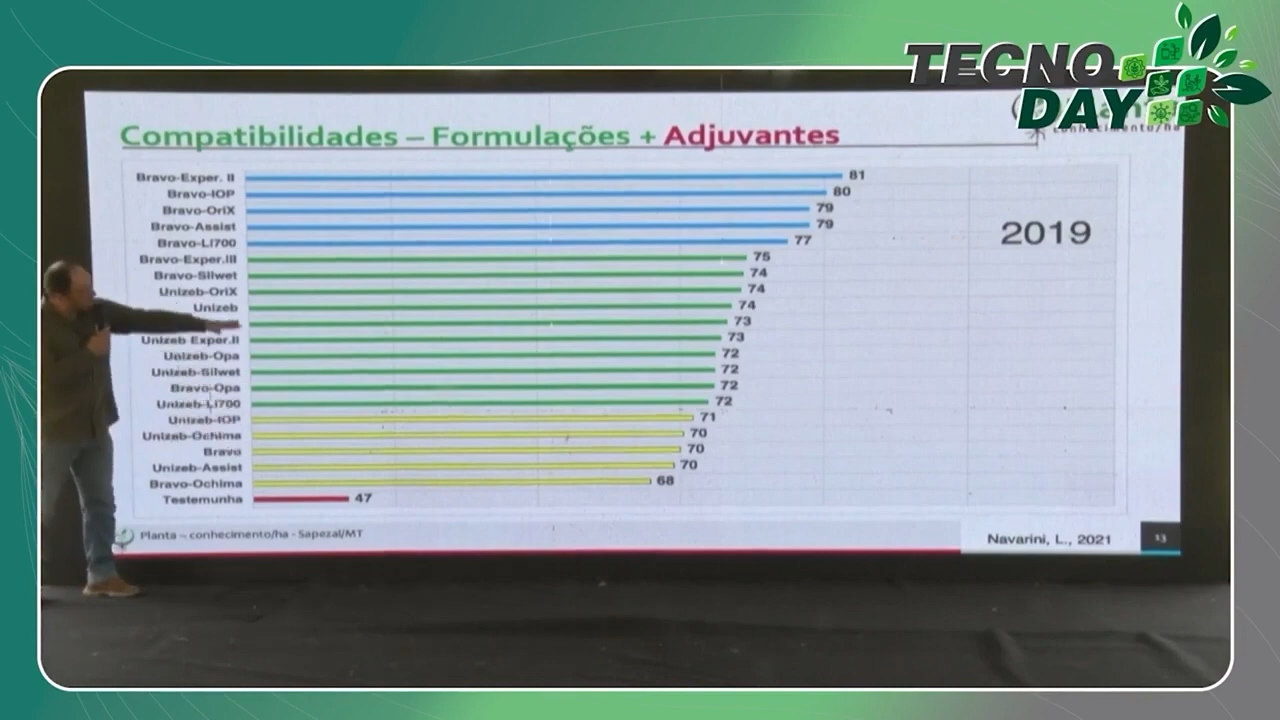 TECNO
DAY
Compatibilidades – Formulações + Adjuvantes
conhecimento/ha
2019
Bravo-Exper. II 81
Bravo-IOP 80
Bravo-OriX 79
Bravo-Assist 79
Bravo-Li700 77
Bravo-Exper.III 75
Bravo-Silwet 74
Unizeb-OriX 74
Unizeb 74
73
Unizeb Exper.II 73
Unizeb-Opa 72
Unizeb-Silwet 72
Bravo-Opa 72
Unizeb-Li700 72
Unizeb-IOP 71
Unizeb-Ochima 70
Bravo 70
Unizeb-Assist 70
Bravo-Ochima 68
Testemunha 47
Planta – conhecimento/ha - Sapezal/MT
Navarini, L., 2021
13